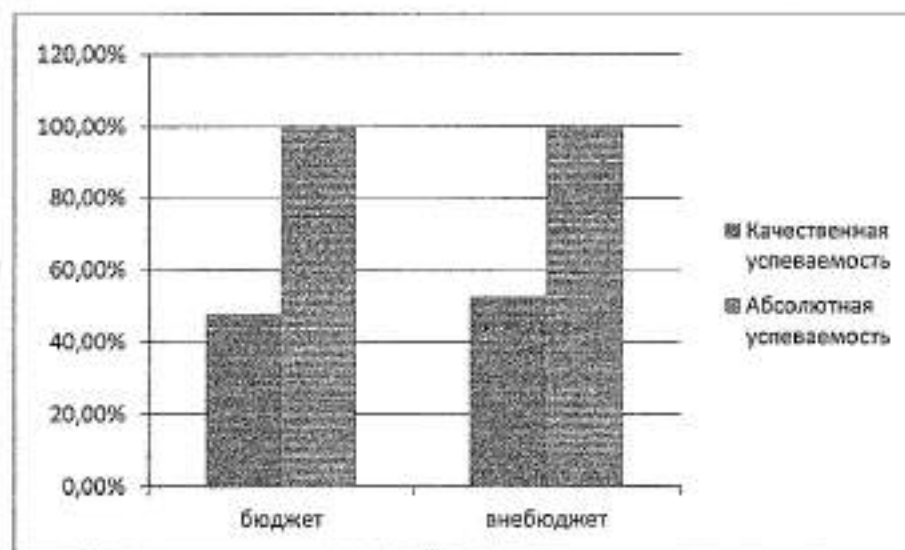 120,00%
100,00%
80,00%
60,00%
40,00%
20,00%
0,00%
бюджет
внебюджет
Качественная
успеваемость
Абсолютная
успеваемость